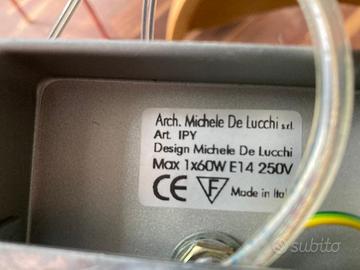 Arch. Michele De Lucchi s.r.l.
Art. IPY
Design Michele De Lucchi
Max 1x60W E14 250V
CE F Made in Ital
subito